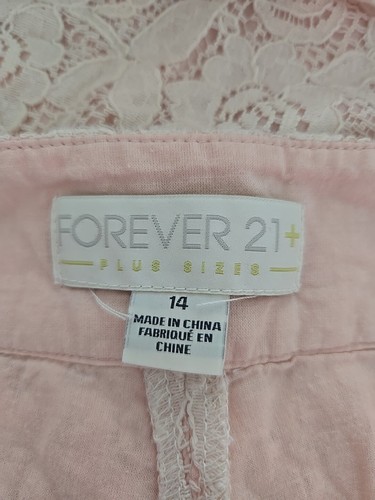 FOREVER 21+
PLUS SIZES
14
MADE IN CHINA
FABRIQUÉ EN
CHINE